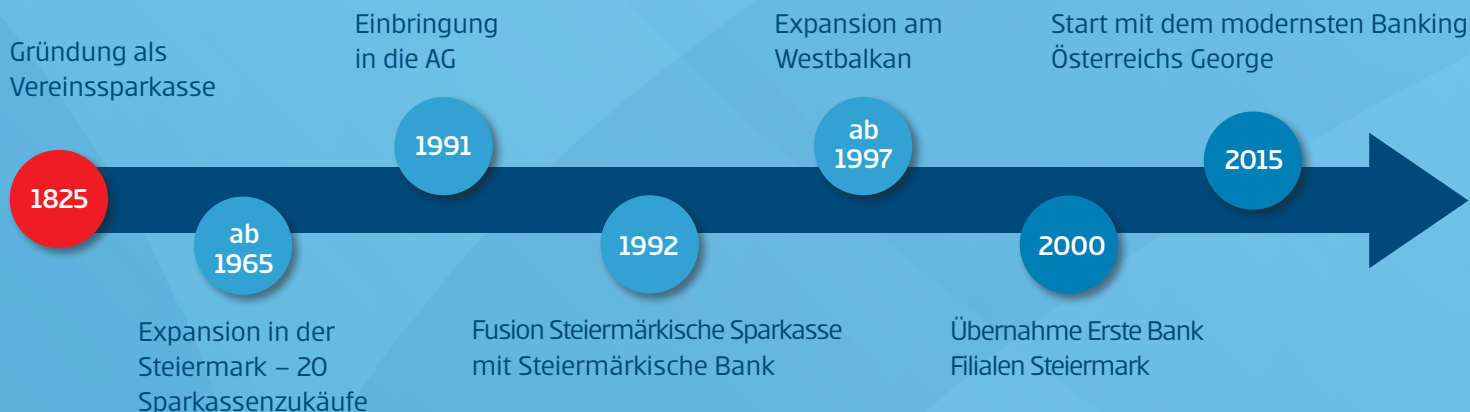 Gründung als
Vereinssparkasse
1825
ab
1965
Expansion in der
Steiermark – 20
Sparkassenzukäufe
Einbringung
in die AG
1991
1992
Fusion Steiermärkische Sparkasse
mit Steiermärkische Bank
Expansion am
Westbalkan
ab
1997
2000
Übernahme Erste Bank
Filialen Steiermark
Start mit dem modernsten Banking
Österreichs George
2015